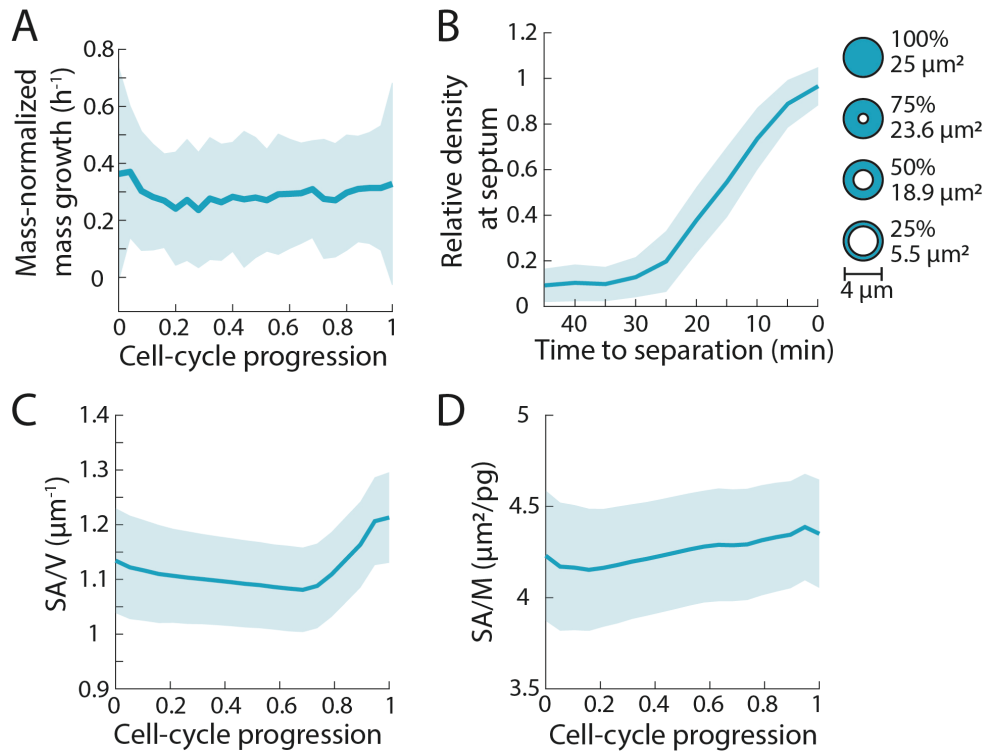 A
Mass-normalized
mass growth (h⁻¹)
0.8
0.6
0.4
0.2
0
0 0.2 0.4 0.6 0.8 1
Cell-cycle progression
B
Relative density
at septum
1.2
1
0.8
0.6
0.4
0.2
0
40 30 20 10 0
Time to separation (min)
100%
25 μm²
75%
23.6 μm²
50%
18.9 μm²
25%
5.5 μm²
4 μm
C
SA/V (μm⁻¹)
1.4
1.3
1.2
1.1
1
0.9
0 0.2 0.4 0.6 0.8 1
Cell-cycle progression
D
SA/M (μm²/pg)
5
4.5
4
3.5
0 0.2 0.4 0.6 0.8 1
Cell-cycle progression